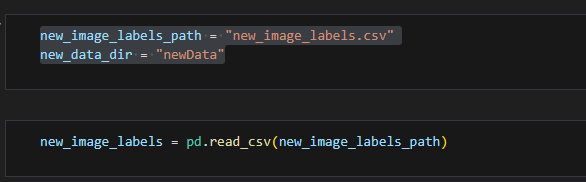 new_image_labels_path = "new_image_labels.csv"
new_data_dir = "newData"
new_image_labels = pd.read_csv(new_image_labels_path)